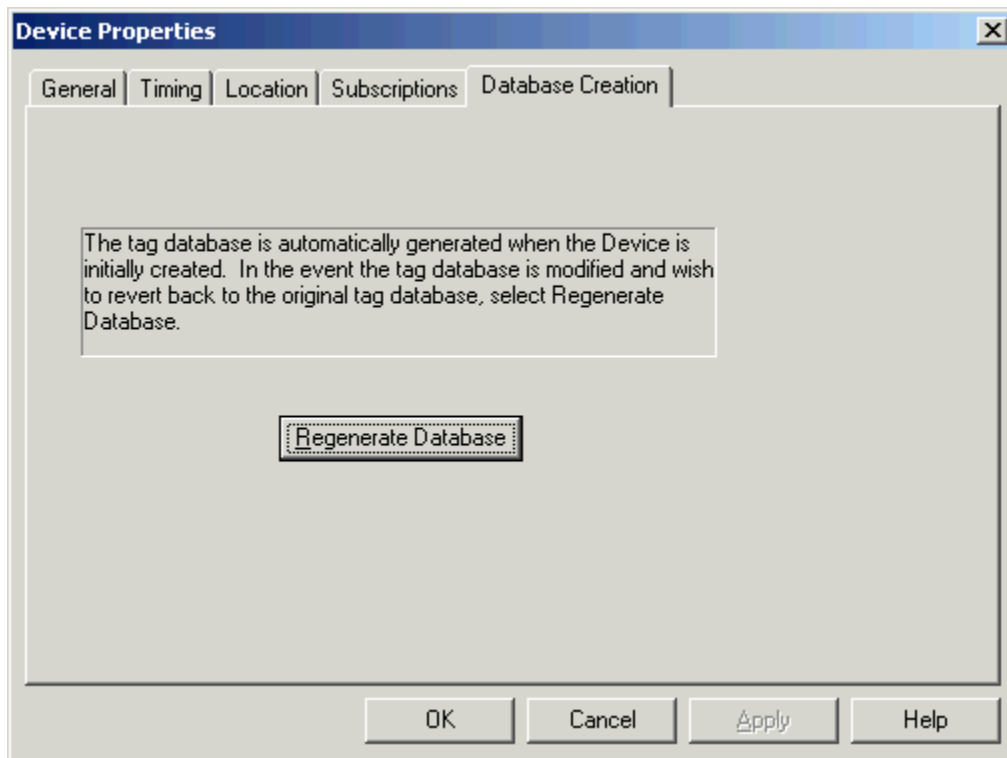 Device Properties
General Timing Location Subscriptions Database Creation
The tag database is automatically generated when the Device is
initially created.  In the event the tag database is modified and wish
to revert back to the original tag database, select Regenerate
Database.
Regenerate Database
OK Cancel Apply Help